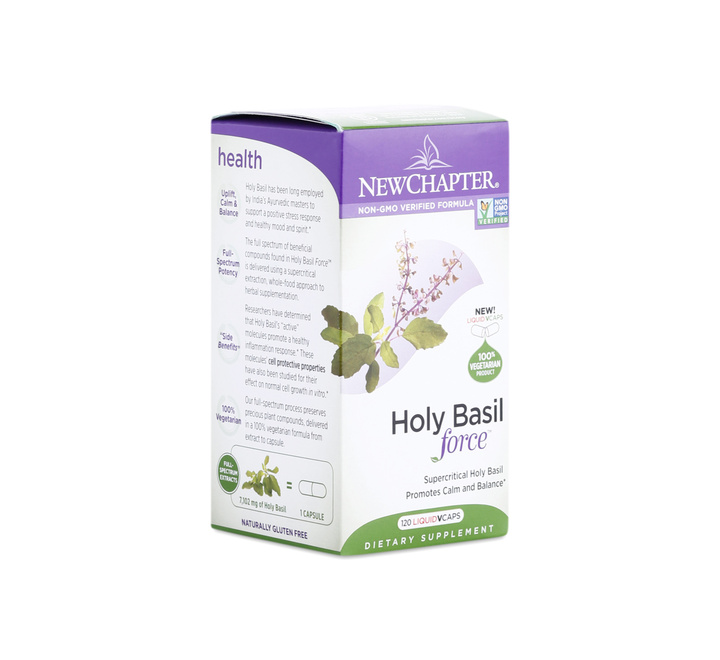 health
Uplift,
Calm &
Balance
Holy Basil has been long employed
by India's Ayurvedic masters to
support a positive stress response
and healthy mood and spirit.*
Full-
Spectrum
Potency
The full spectrum of beneficial
compounds found in Holy Basil Force™
is delivered using a supercritical
extraction, whole-food approach to
herbal supplementation.
"Side
Benefits"
Researchers have determined
that Holy Basil's "active"
molecules promote a healthy
inflammation response.* These
molecules' cell protective properties
have also been studied for their
effect on normal cell growth in vitro.*
100%
Vegetarian
Our full-spectrum process preserves
precious plant compounds, delivered
in a 100% vegetarian formula from
extract to capsule.
FULL-
SPECTRUM
EXTRACTS
=
7,102 mg of Holy Basil
1 CAPSULE
NATURALLY GLUTEN FREE
NEWCHAPTER®
NON-GMO VERIFIED FORMULA
NON
GMO
Project
VERIFIED
NEW!
LIQUID VCAPS
100%
VEGETARIAN
PRODUCT
Holy Basil
force™
Supercritical Holy Basil
Promotes Calm and Balance*
120 LIQUIDVCAPS
DIETARY SUPPLEMENT